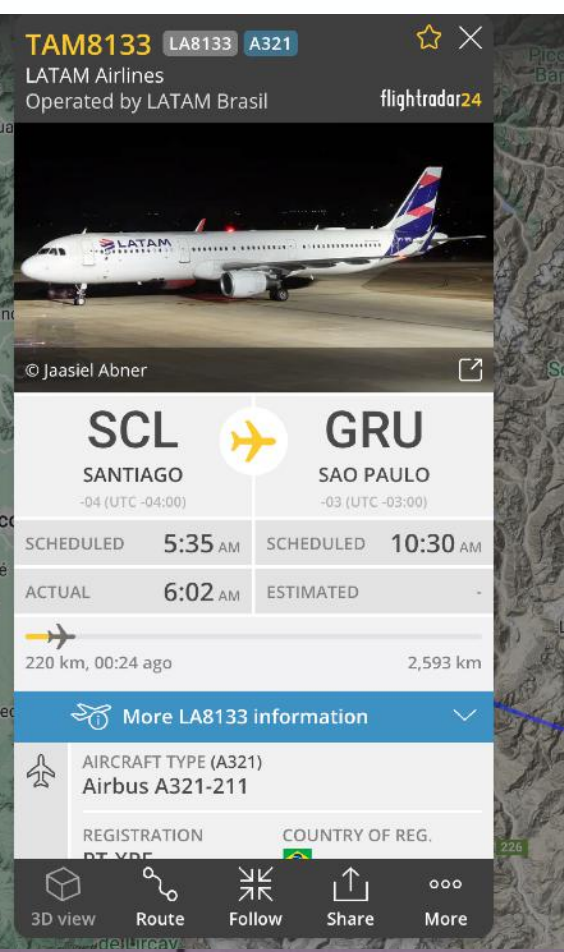 TAM8133 LA8133 A321
LATAM Airlines
Operated by LATAM Brasil
flightradar24
LATAM
© Jaasiel Abner
SCL GRU
SANTIAGO SAO PAULO
-04 (UTC -04:00) -03 (UTC -03:00)
SCHEDULED 5:35 AM SCHEDULED 10:30 AM
ACTUAL 6:02 AM ESTIMATED -
220 km, 00:24 ago 2,593 km
More LA8133 information
AIRCRAFT TYPE (A321)
Airbus A321-211
REGISTRATION COUNTRY OF REG.
226
3D view Route Follow Share More